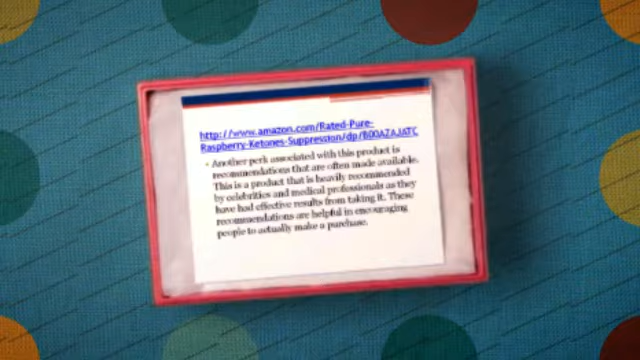 http://www.amazon.com/Rated-Pure-
Raspberry-Ketones-Suppression/dp/B00AZAJATC
• Another perk associated with this product is
recommendations that are often made available.
This is a product that is heavily recommended
by celebrities and medical professionals as they
have had effective results from taking it. These
recommendations are helpful in encouraging
people to actually make a purchase.